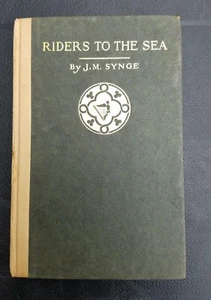 RIDERS TO THE SEA
By J. M. SYNGE